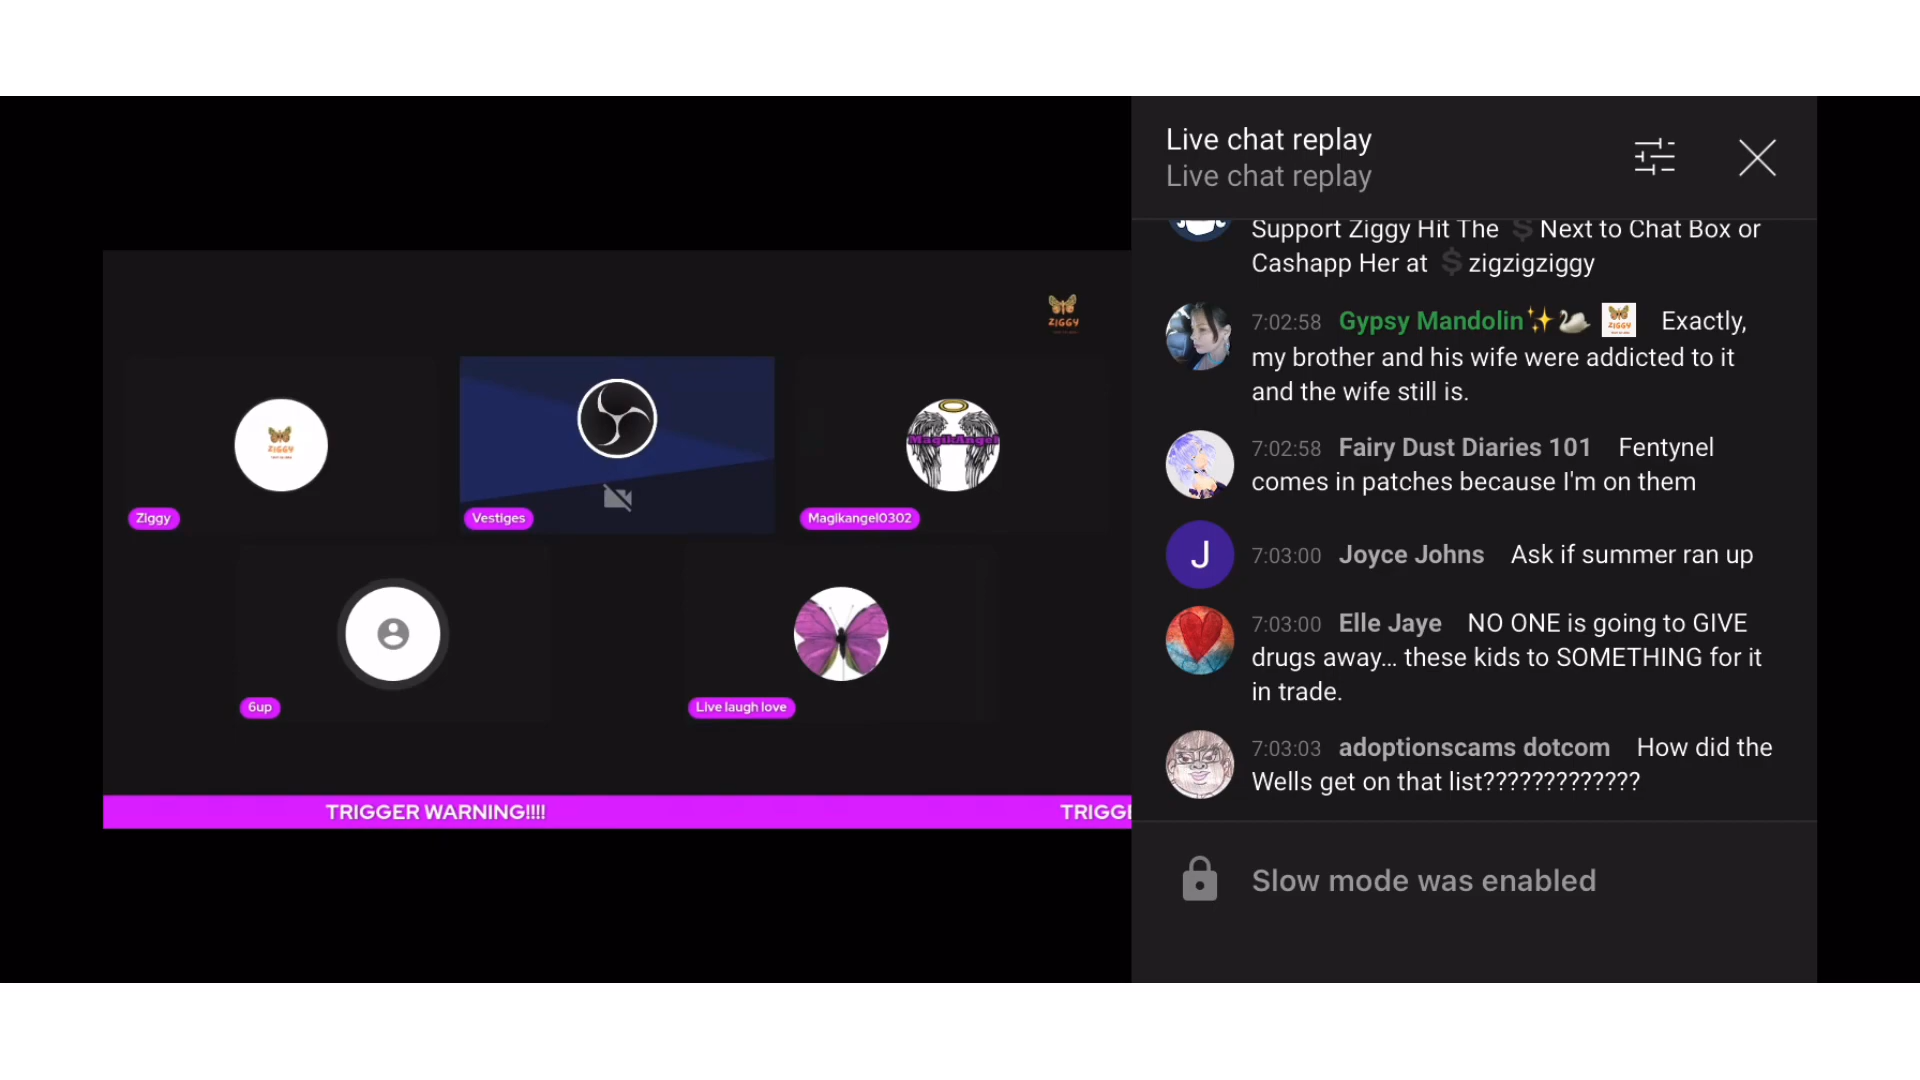 Live chat replay
Live chat replay
Support Ziggy Hit The 💲Next to Chat Box or
Cashapp Her at 💲zigzigziggy
7:02:58 Gypsy Mandolin✨🦢 Exactly,
my brother and his wife were addicted to it
and the wife still is.
7:02:58 Fairy Dust Diaries 101 Fentynel
comes in patches because I'm on them
J
7:03:00 Joyce Johns Ask if summer ran up
7:03:00 Elle Jaye NO ONE is going to GIVE
drugs away... these kids to SOMETHING for it
in trade.
7:03:03 adoptionscams dotcom How did the
Wells get on that list?????????????
Slow mode was enabled
ZIGGY
ZIGGY
Ziggy
Vestiges
MagikAngel
Magikangel0302
6up
Live laugh love
TRIGGER WARNING!!!!
TRIGGE